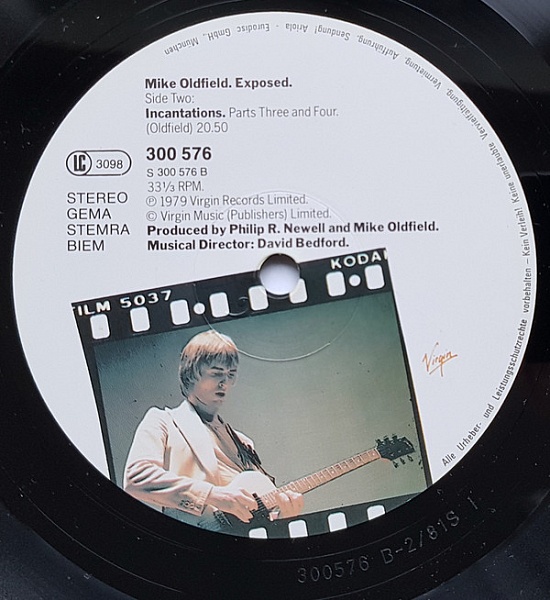 Mike Oldfield. Exposed.
Side Two:
Incantations. Parts Three and Four.
(Oldfield) 20.50
LC 3098
300 576
S 300 576 B
33⅓ RPM.
STEREO
GEMA
STEMRA
BIEM
℗ 1979 Virgin Records Limited.
© Virgin Music (Publishers) Limited.
Produced by Philip R. Newell and Mike Oldfield.
Musical Director: David Bedford.
ILM 5037
KODA
Virgin
Alle Urheber- und Leistungsschutzrechte vorbehalten – Kein Verleih! Keine unerlaubte Vervielfältigung, Vermietung, Aufführung, Sendung! Ariola - Eurodisc GmbH., München
300576 B-2/81S 1